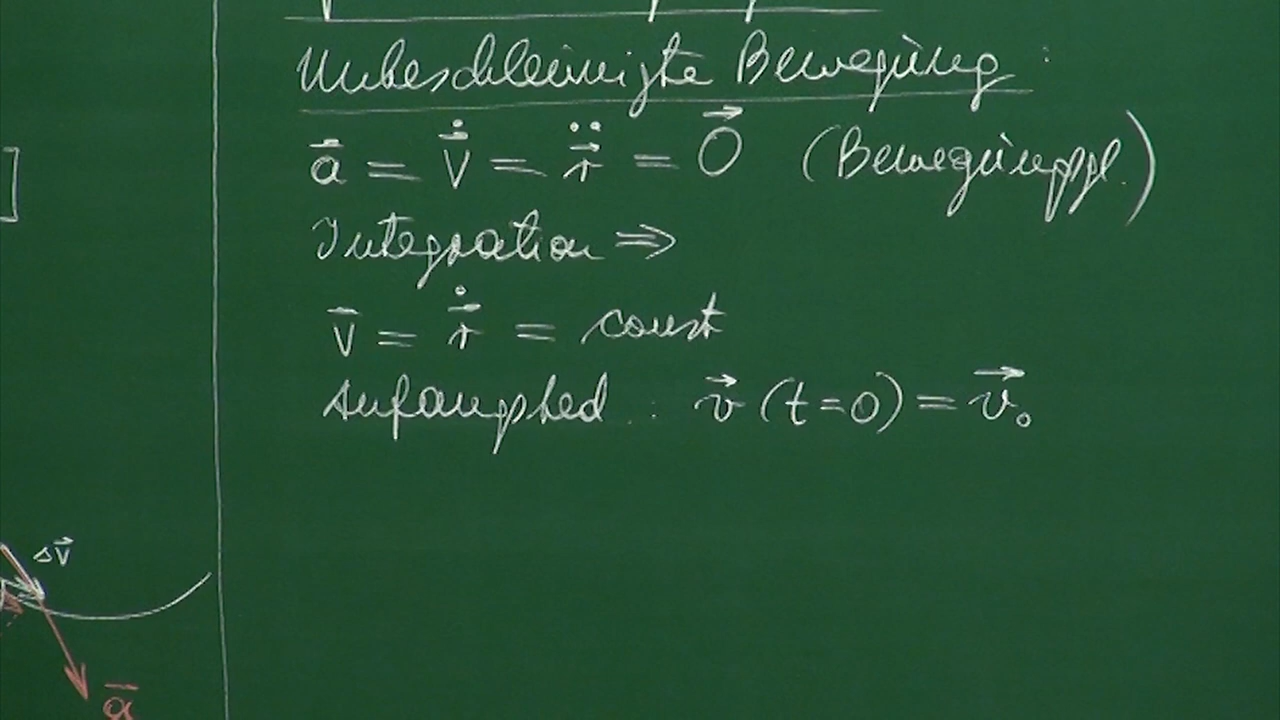 Unbeschleunigte Bewegung :
a⃗ = v⃗̇ = r⃗̈ = 0⃗ (Bewegungsgl.)
Integration ⇒
v⃗ = r⃗̇ = const
Anfangsbed : v⃗ (t=0) = v⃗₀
]
Δv⃗
a⃗